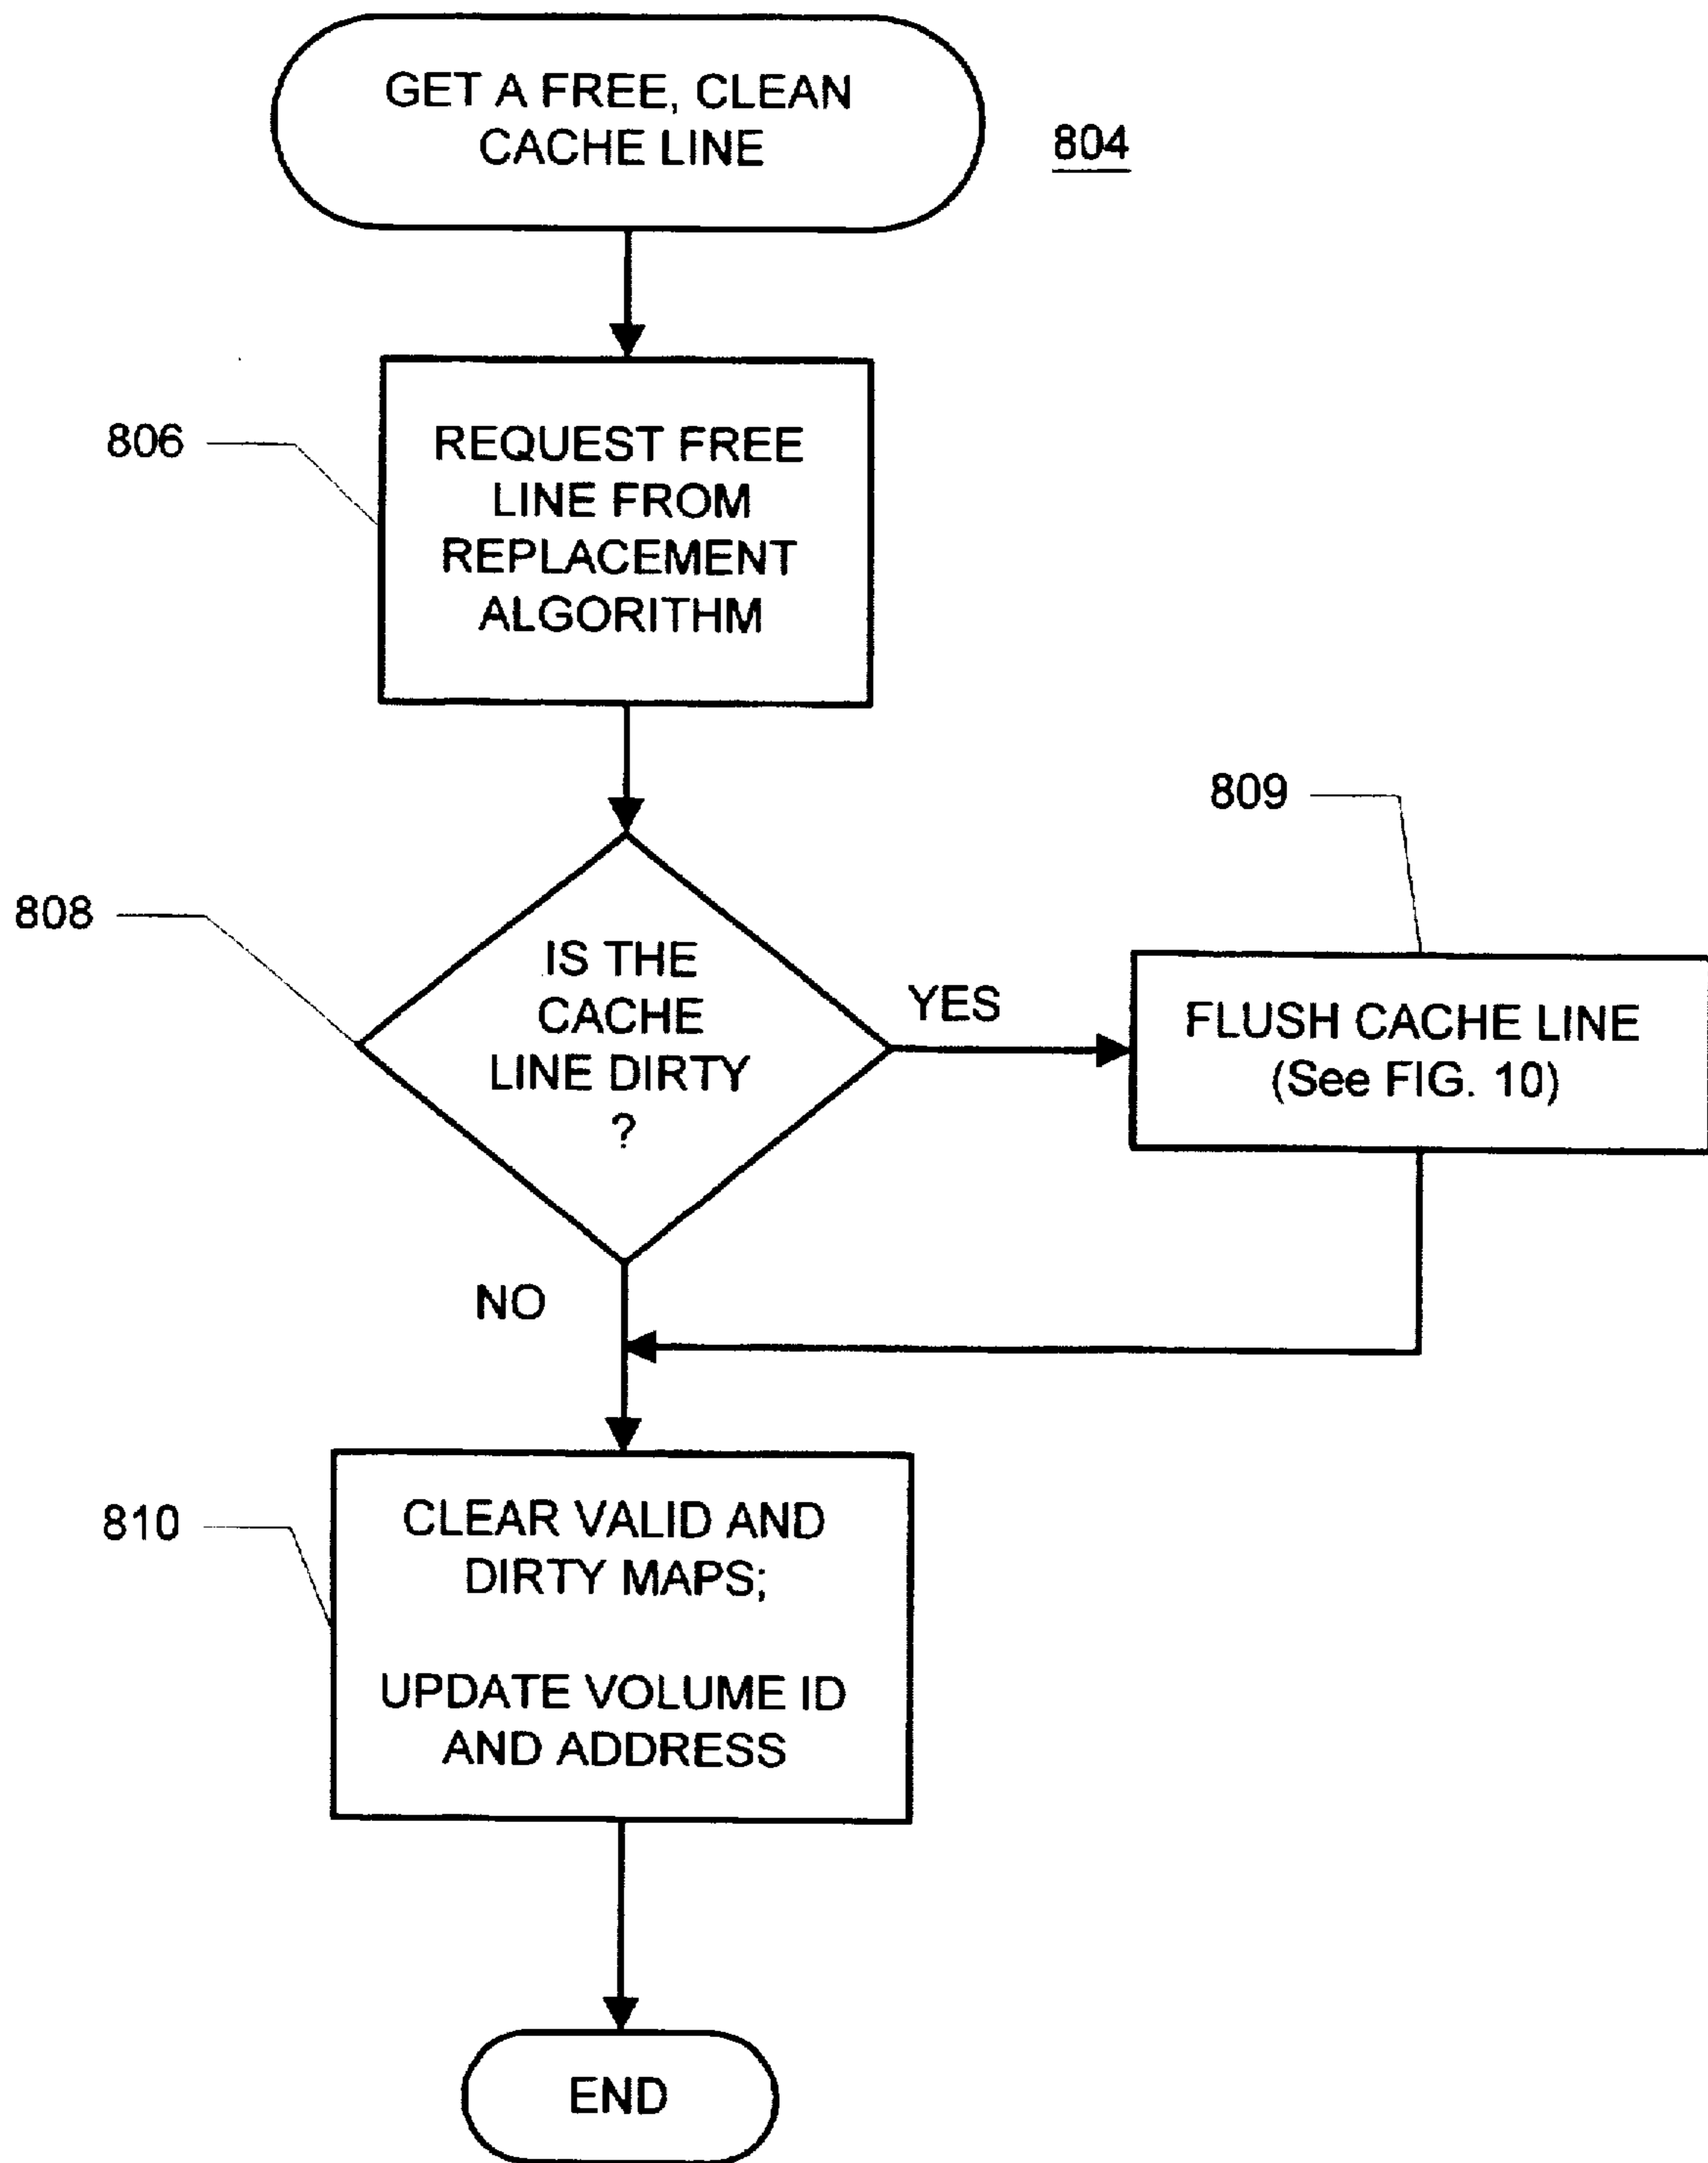 GET A FREE, CLEAN
CACHE LINE
804
806
REQUEST FREE
LINE FROM
REPLACEMENT
ALGORITHM
809
808
IS THE
CACHE
LINE DIRTY
?
YES
FLUSH CACHE LINE
(See FIG. 10)
NO
810
CLEAR VALID AND
DIRTY MAPS;
UPDATE VOLUME ID
AND ADDRESS
END